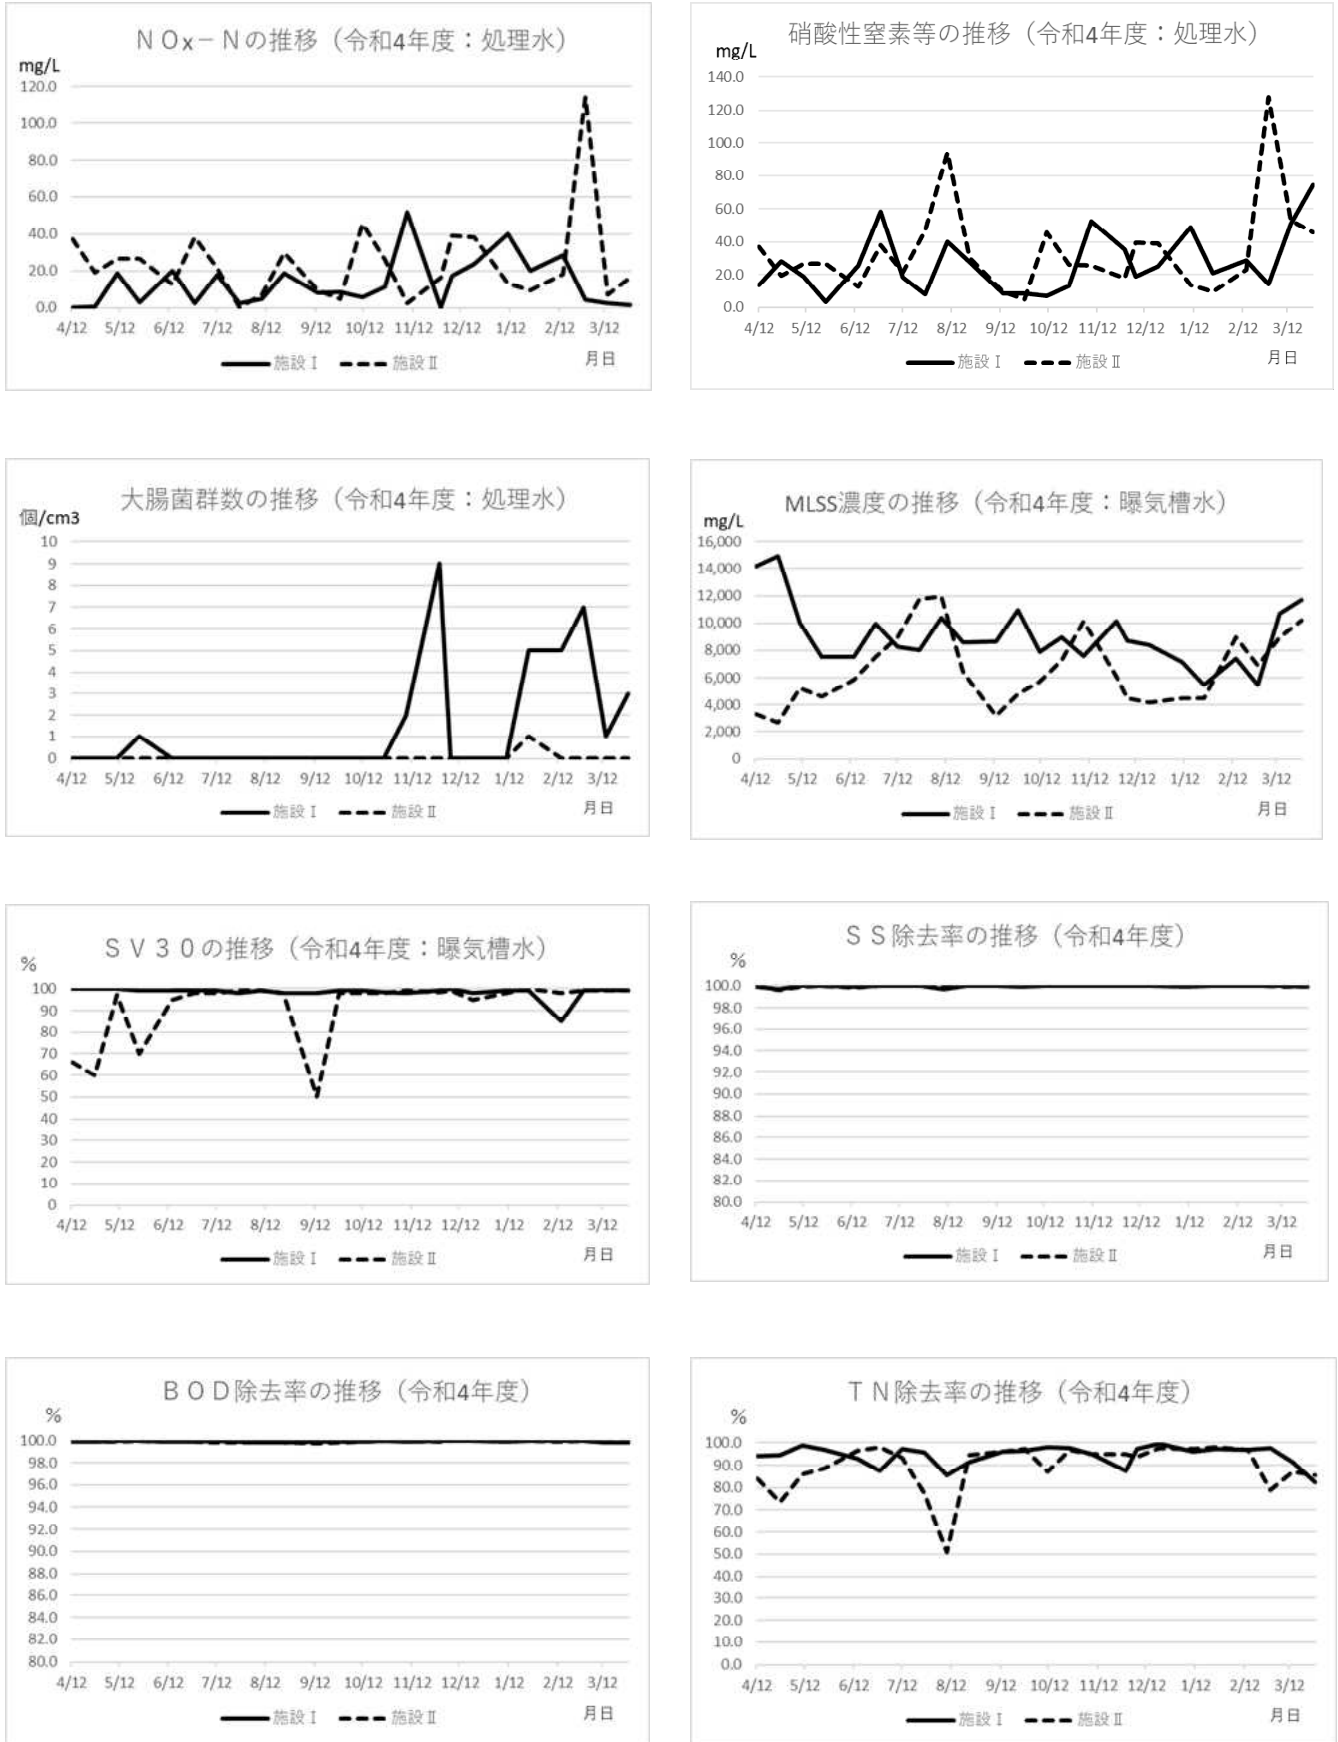 ＮＯx－Ｎの推移（令和4年度：処理水）
mg/L
120.0
100.0
80.0
60.0
40.0
20.0
0.0
4/12 5/12 6/12 7/12 8/12 9/12 10/12 11/12 12/12 1/12 2/12 3/12
施設Ⅰ 施設Ⅱ 月日
硝酸性窒素等の推移（令和4年度：処理水）
mg/L
140.0
120.0
100.0
80.0
60.0
40.0
20.0
0.0
4/12 5/12 6/12 7/12 8/12 9/12 10/12 11/12 12/12 1/12 2/12 3/12
施設Ⅰ 施設Ⅱ 月日
大腸菌群数の推移（令和4年度：処理水）
個/cm3
10
9
8
7
6
5
4
3
2
1
0
4/12 5/12 6/12 7/12 8/12 9/12 10/12 11/12 12/12 1/12 2/12 3/12
施設Ⅰ 施設Ⅱ 月日
MLSS濃度の推移（令和4年度：曝気槽水）
mg/L
16,000
14,000
12,000
10,000
8,000
6,000
4,000
2,000
0
4/12 5/12 6/12 7/12 8/12 9/12 10/12 11/12 12/12 1/12 2/12 3/12
施設Ⅰ 施設Ⅱ 月日
ＳＶ３０の推移（令和4年度：曝気槽水）
%
100
90
80
70
60
50
40
30
20
10
0
4/12 5/12 6/12 7/12 8/12 9/12 10/12 11/12 12/12 1/12 2/12 3/12
施設Ⅰ 施設Ⅱ 月日
ＳＳ除去率の推移（令和4年度）
%
100.0
98.0
96.0
94.0
92.0
90.0
88.0
86.0
84.0
82.0
80.0
4/12 5/12 6/12 7/12 8/12 9/12 10/12 11/12 12/12 1/12 2/12 3/12
施設Ⅰ 施設Ⅱ 月日
ＢＯＤ除去率の推移（令和4年度）
%
100.0
98.0
96.0
94.0
92.0
90.0
88.0
86.0
84.0
82.0
80.0
4/12 5/12 6/12 7/12 8/12 9/12 10/12 11/12 12/12 1/12 2/12 3/12
施設Ⅰ 施設Ⅱ 月日
ＴＮ除去率の推移（令和4年度）
%
100.0
90.0
80.0
70.0
60.0
50.0
40.0
30.0
20.0
10.0
0.0
4/12 5/12 6/12 7/12 8/12 9/12 10/12 11/12 12/12 1/12 2/12 3/12
施設Ⅰ 施設Ⅱ 月日